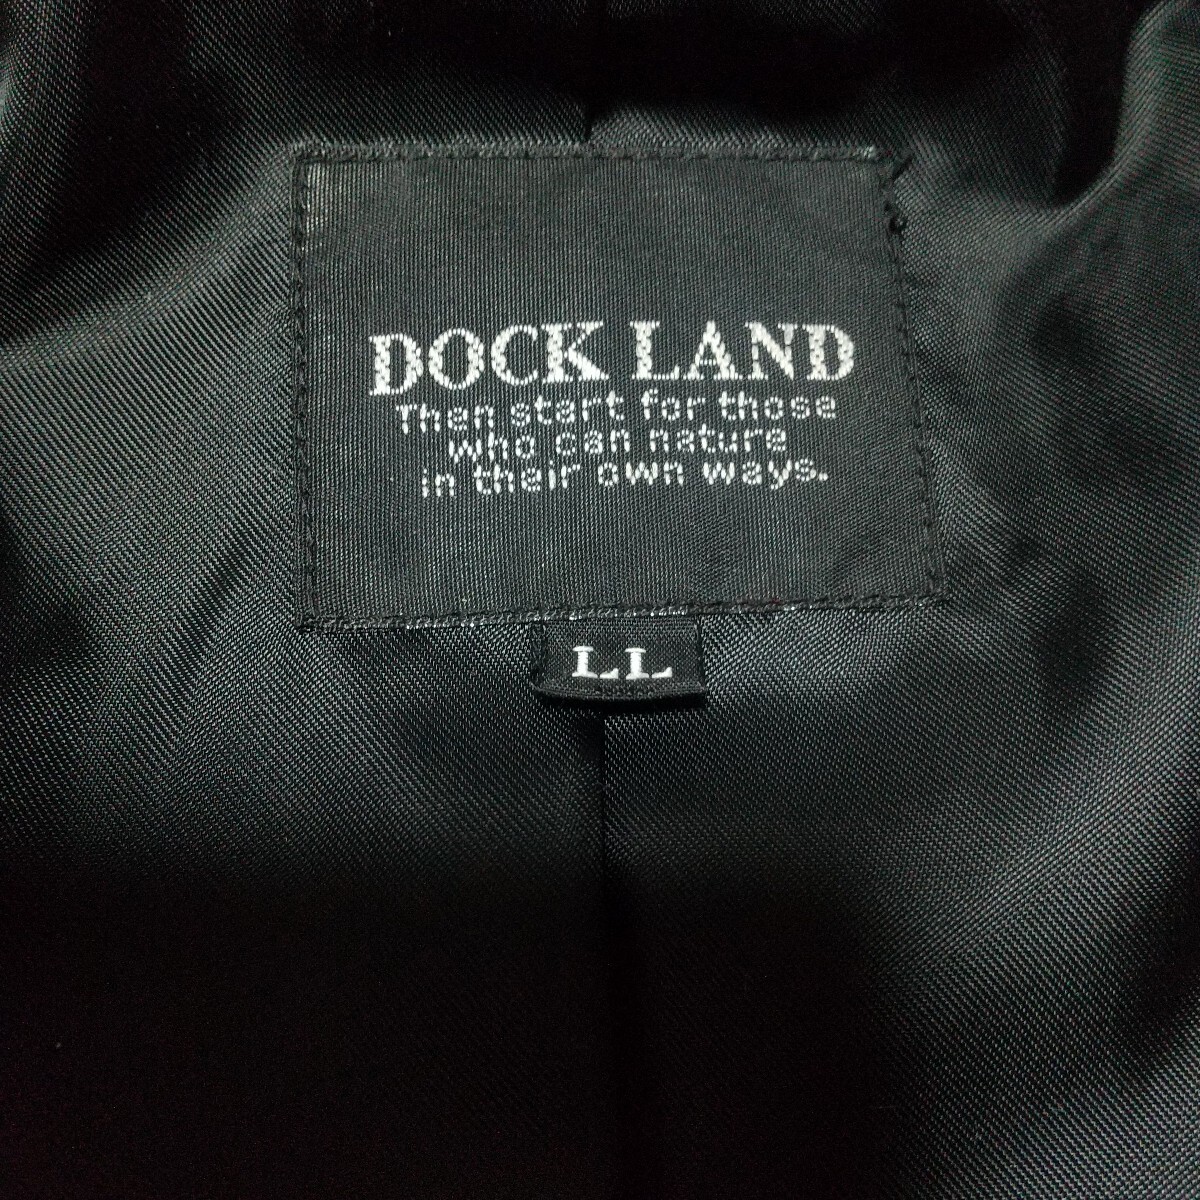 DOCK LAND
Then start for those
who can nature
in their own ways.
LL